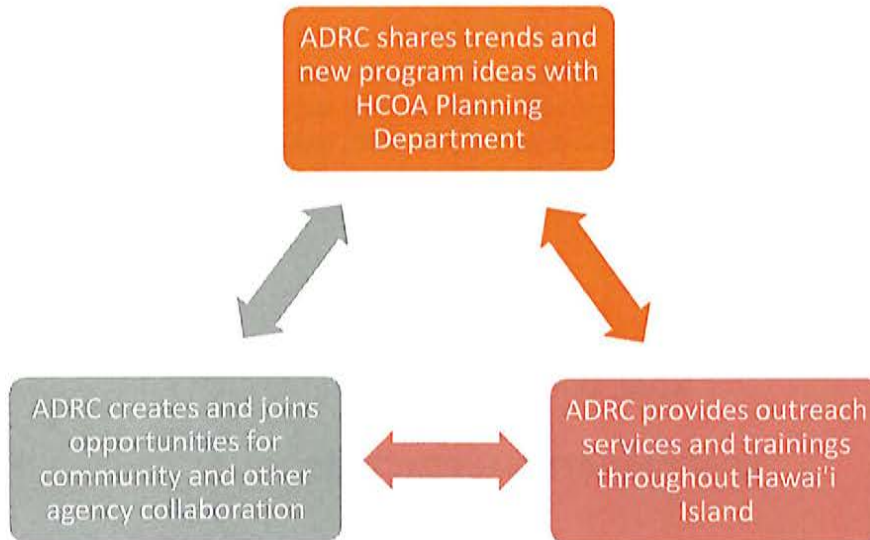 ADRC shares trends and
new program ideas with
HCOA Planning
Department
ADRC creates and joins
opportunities for
community and other
agency collaboration
ADRC provides outreach
services and trainings
throughout Hawai'i
Island